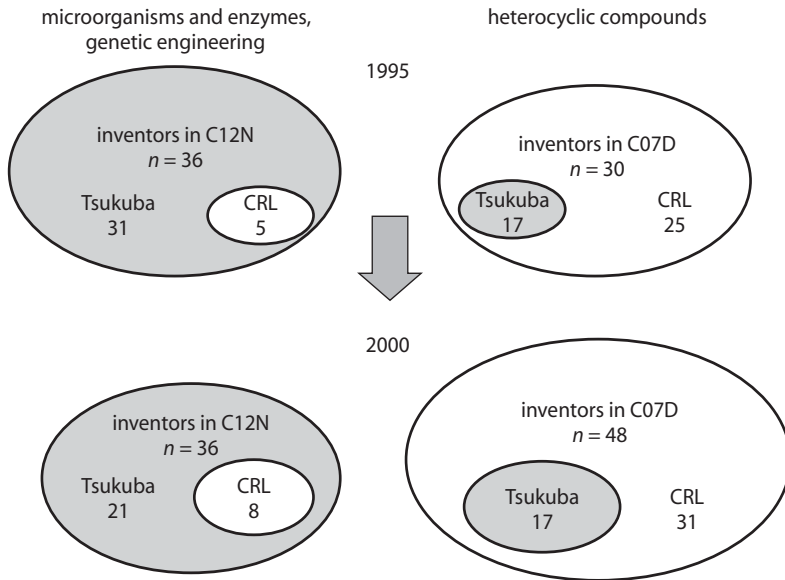 microorganisms and enzymes,
genetic engineering
heterocyclic compounds
1995
inventors in C12N
n = 36
Tsukuba
31
CRL
5
inventors in C07D
n = 30
Tsukuba
17
CRL
25
2000
inventors in C12N
n = 36
Tsukuba
21
CRL
8
inventors in C07D
n = 48
Tsukuba
17
CRL
31